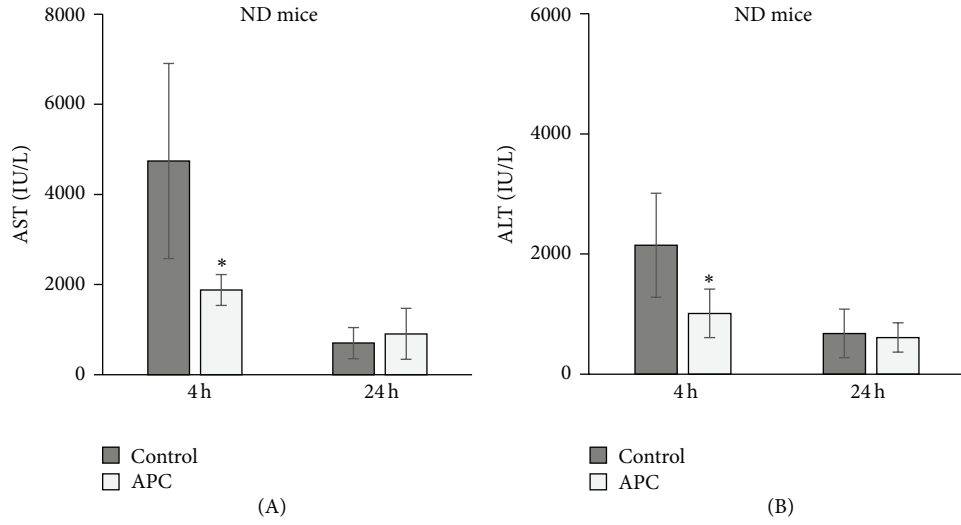 ND mice
8000
6000
4000
2000
0
AST (IU/L)
*
4 h
24 h
Control
APC
(A)
ND mice
6000
4000
2000
0
ALT (IU/L)
*
4 h
24 h
Control
APC
(B)